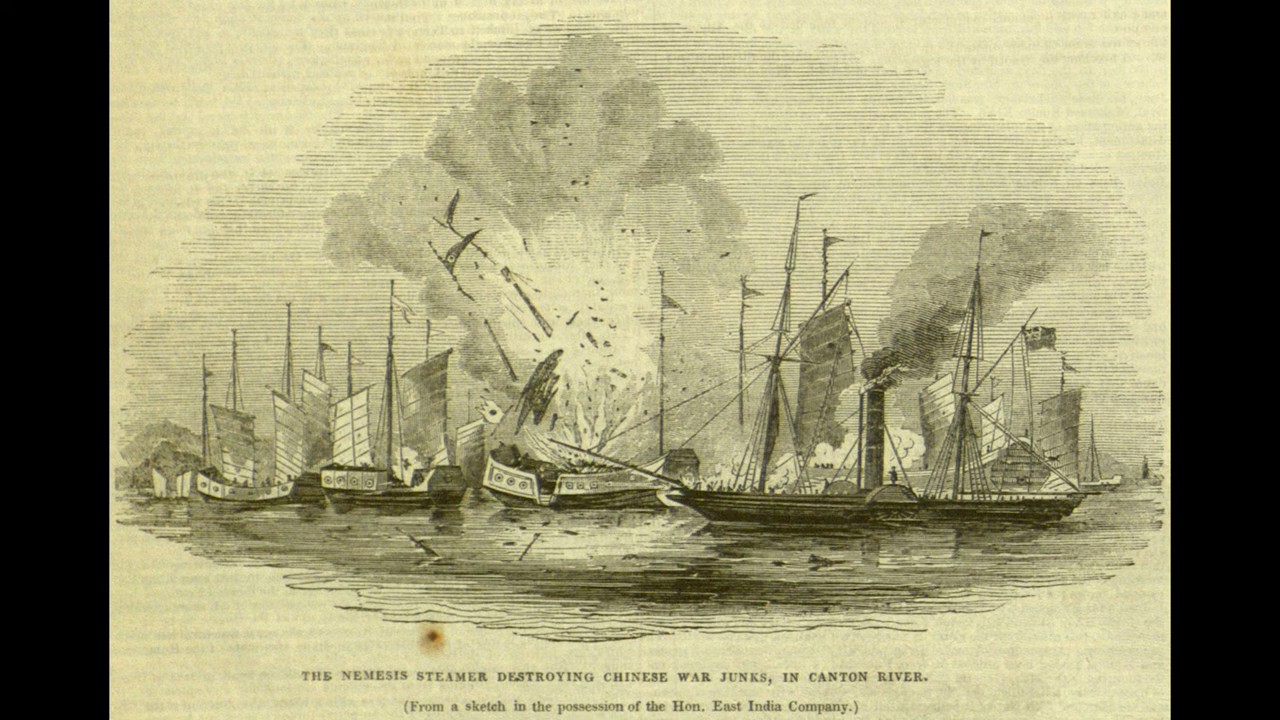 THE NEMESIS STEAMER DESTROYING CHINESE WAR JUNKS, IN CANTON RIVER.
(From a sketch in the possession of the Hon. East India Company.)